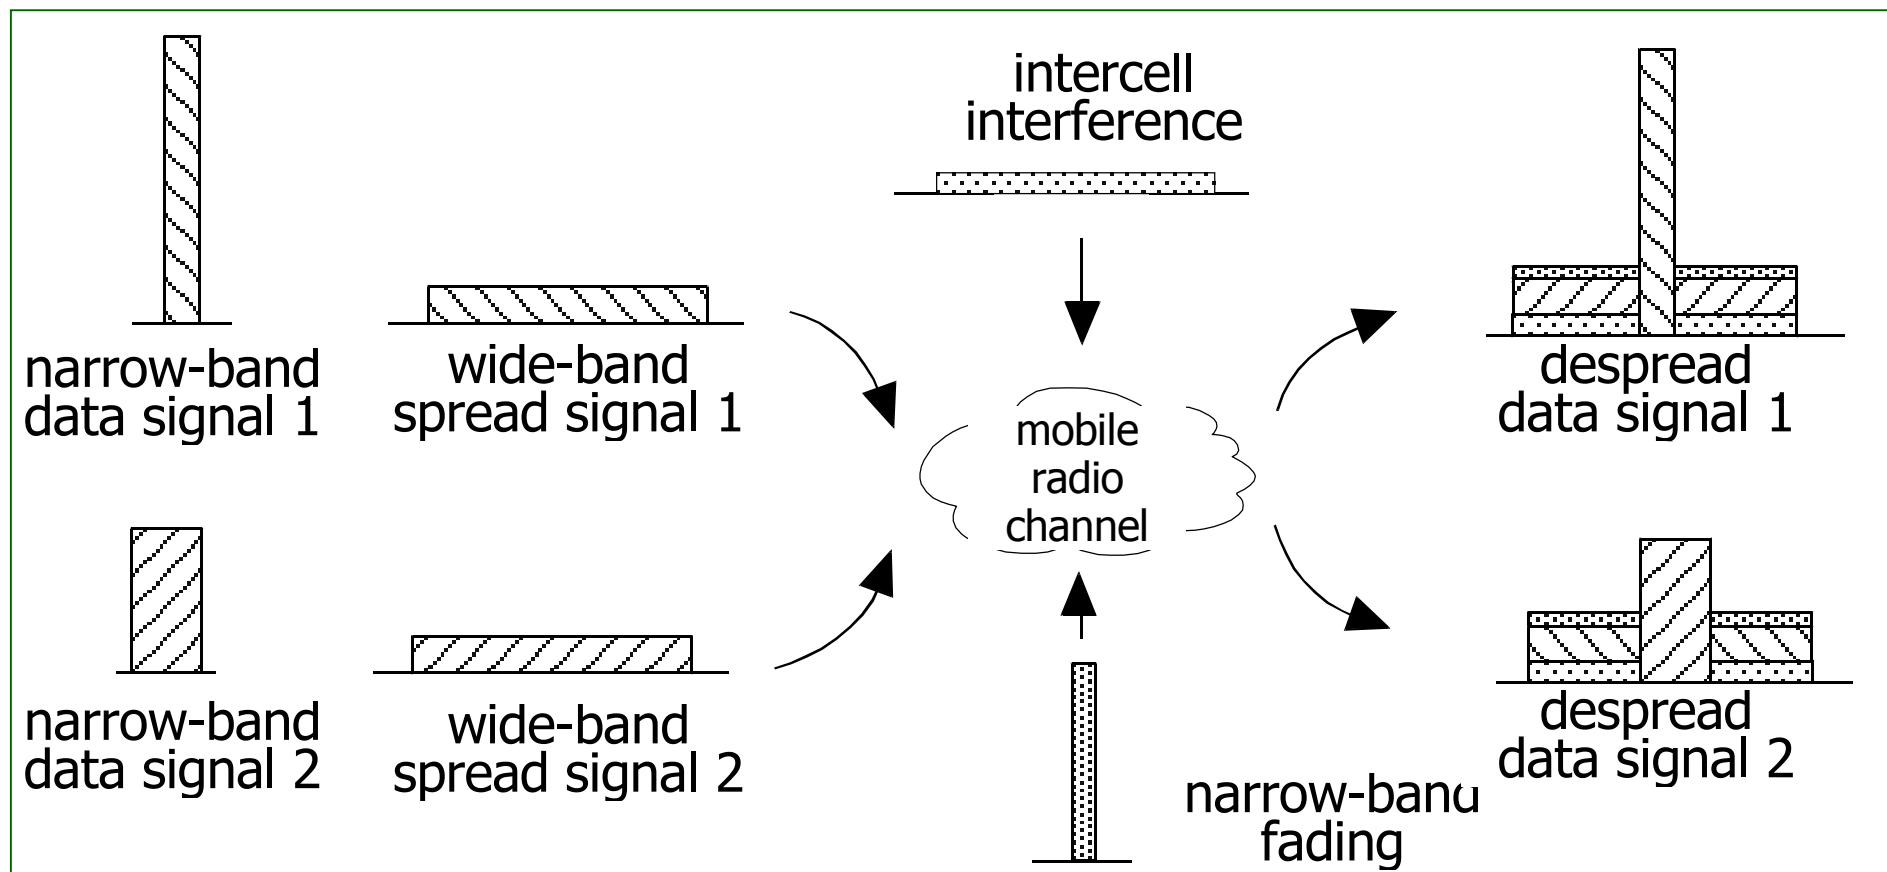 intercell
interference
narrow-band
data signal 1
wide-band
spread signal 1
despread
data signal 1
mobile
radio
channel
narrow-band
data signal 2
wide-band
spread signal 2
despread
data signal 2
narrow-band
fading